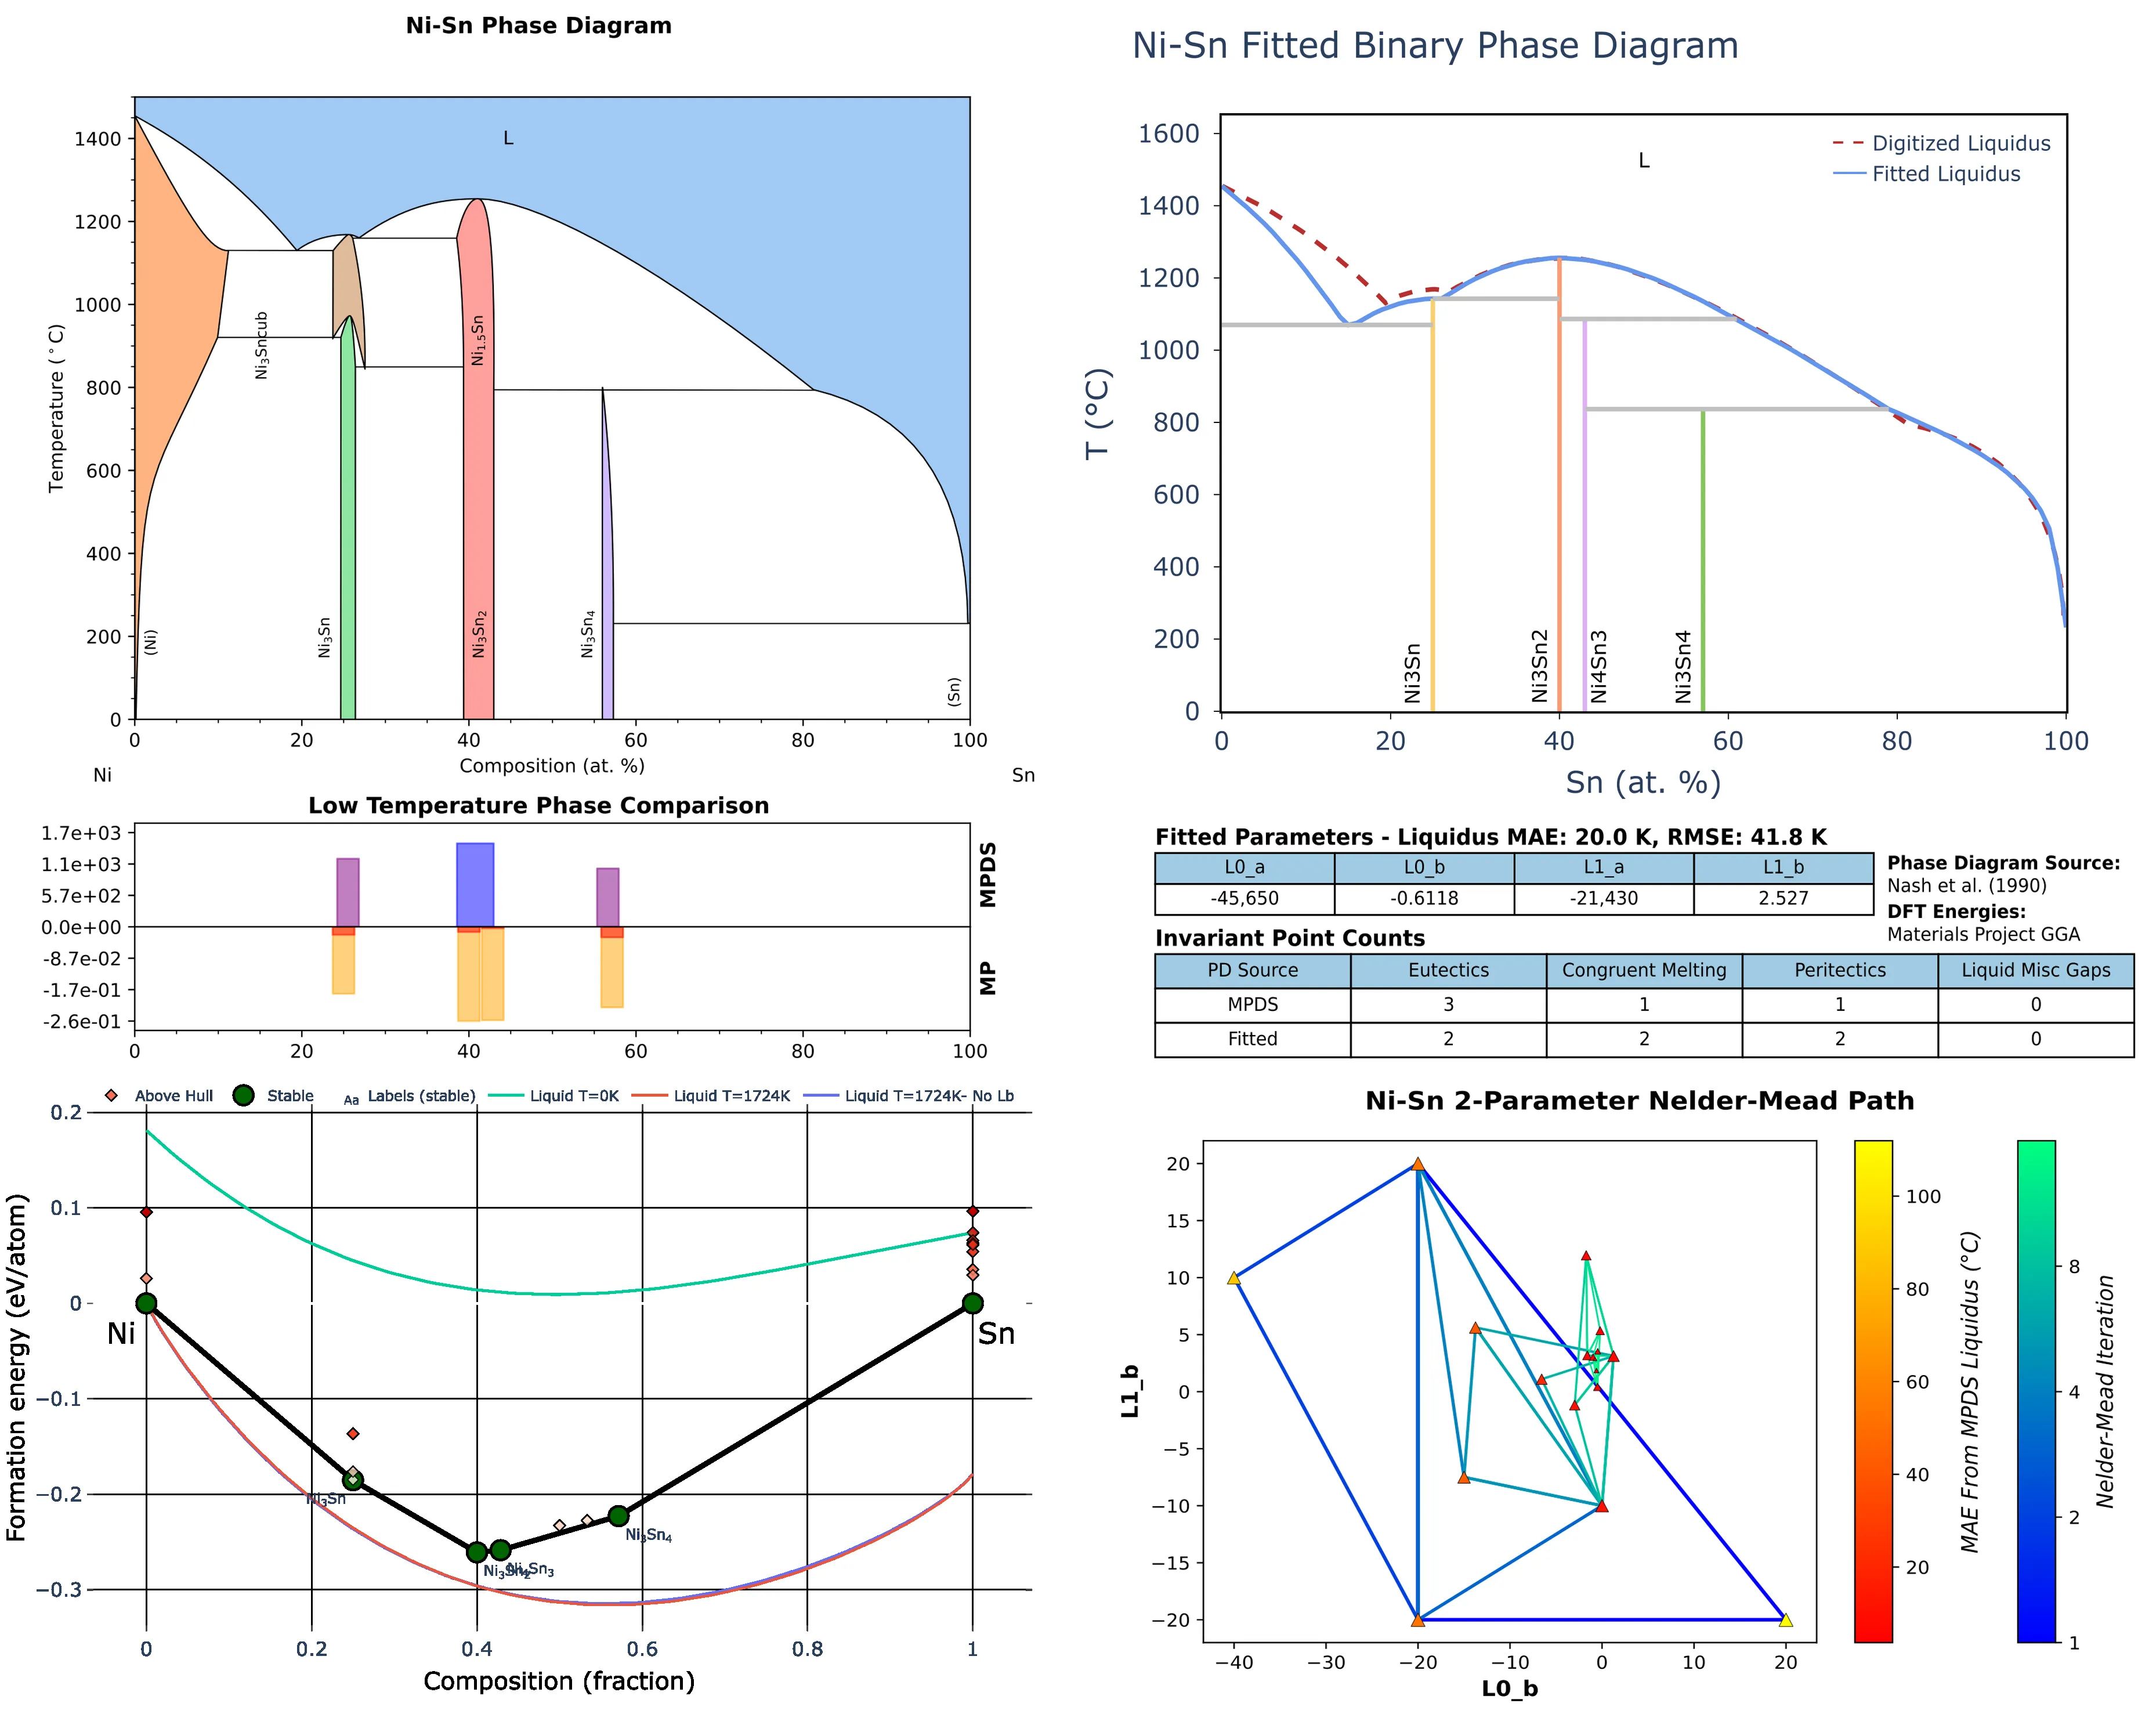 Ni-Sn Phase Diagram
Temperature (°C)
1400
1200
1000
800
600
400
200
0
L
Ni3Sncub
Ni1.5Sn
(Ni)
Ni3Sn
Ni3Sn2
Ni3Sn4
(Sn)
0 20 40 60 80 100
Composition (at. %)
Ni Sn
Low Temperature Phase Comparison
1.7e+03
1.1e+03
5.7e+02
0.0e+00
-8.7e-02
-1.7e-01
-2.6e-01
MPDS
MP
0 20 40 60 80 100
Above Hull Stable Aa Labels (stable) Liquid T=0K Liquid T=1724K Liquid T=1724K- No Lb
Formation energy (eV/atom)
0.2
0.1
0
−0.1
−0.2
−0.3
Ni
Sn
Ni3Sn
Ni3Sn2
Ni4Sn3
Ni3Sn4
0 0.2 0.4 0.6 0.8 1
Composition (fraction)
Ni-Sn Fitted Binary Phase Diagram
T (°C)
1600
1400
1200
1000
800
600
400
200
0
L
Digitized Liquidus
Fitted Liquidus
Ni3Sn
Ni3Sn2
Ni4Sn3
Ni3Sn4
0 20 40 60 80 100
Sn (at. %)
Fitted Parameters - Liquidus MAE: 20.0 K, RMSE: 41.8 K
L0_a L0_b L1_a L1_b
-45,650 -0.6118 -21,430 2.527
Phase Diagram Source:
Nash et al. (1990)
DFT Energies:
Materials Project GGA
Invariant Point Counts
PD Source Eutectics Congruent Melting Peritectics Liquid Misc Gaps
MPDS 3 1 1 0
Fitted 2 2 2 0
Ni-Sn 2-Parameter Nelder-Mead Path
L1_b
20
15
10
5
0
−5
−10
−15
−20
−40 −30 −20 −10 0 10 20
L0_b
100
80
60
40
20
MAE From MPDS Liquidus (°C)
8
4
2
1
Nelder-Mead Iteration